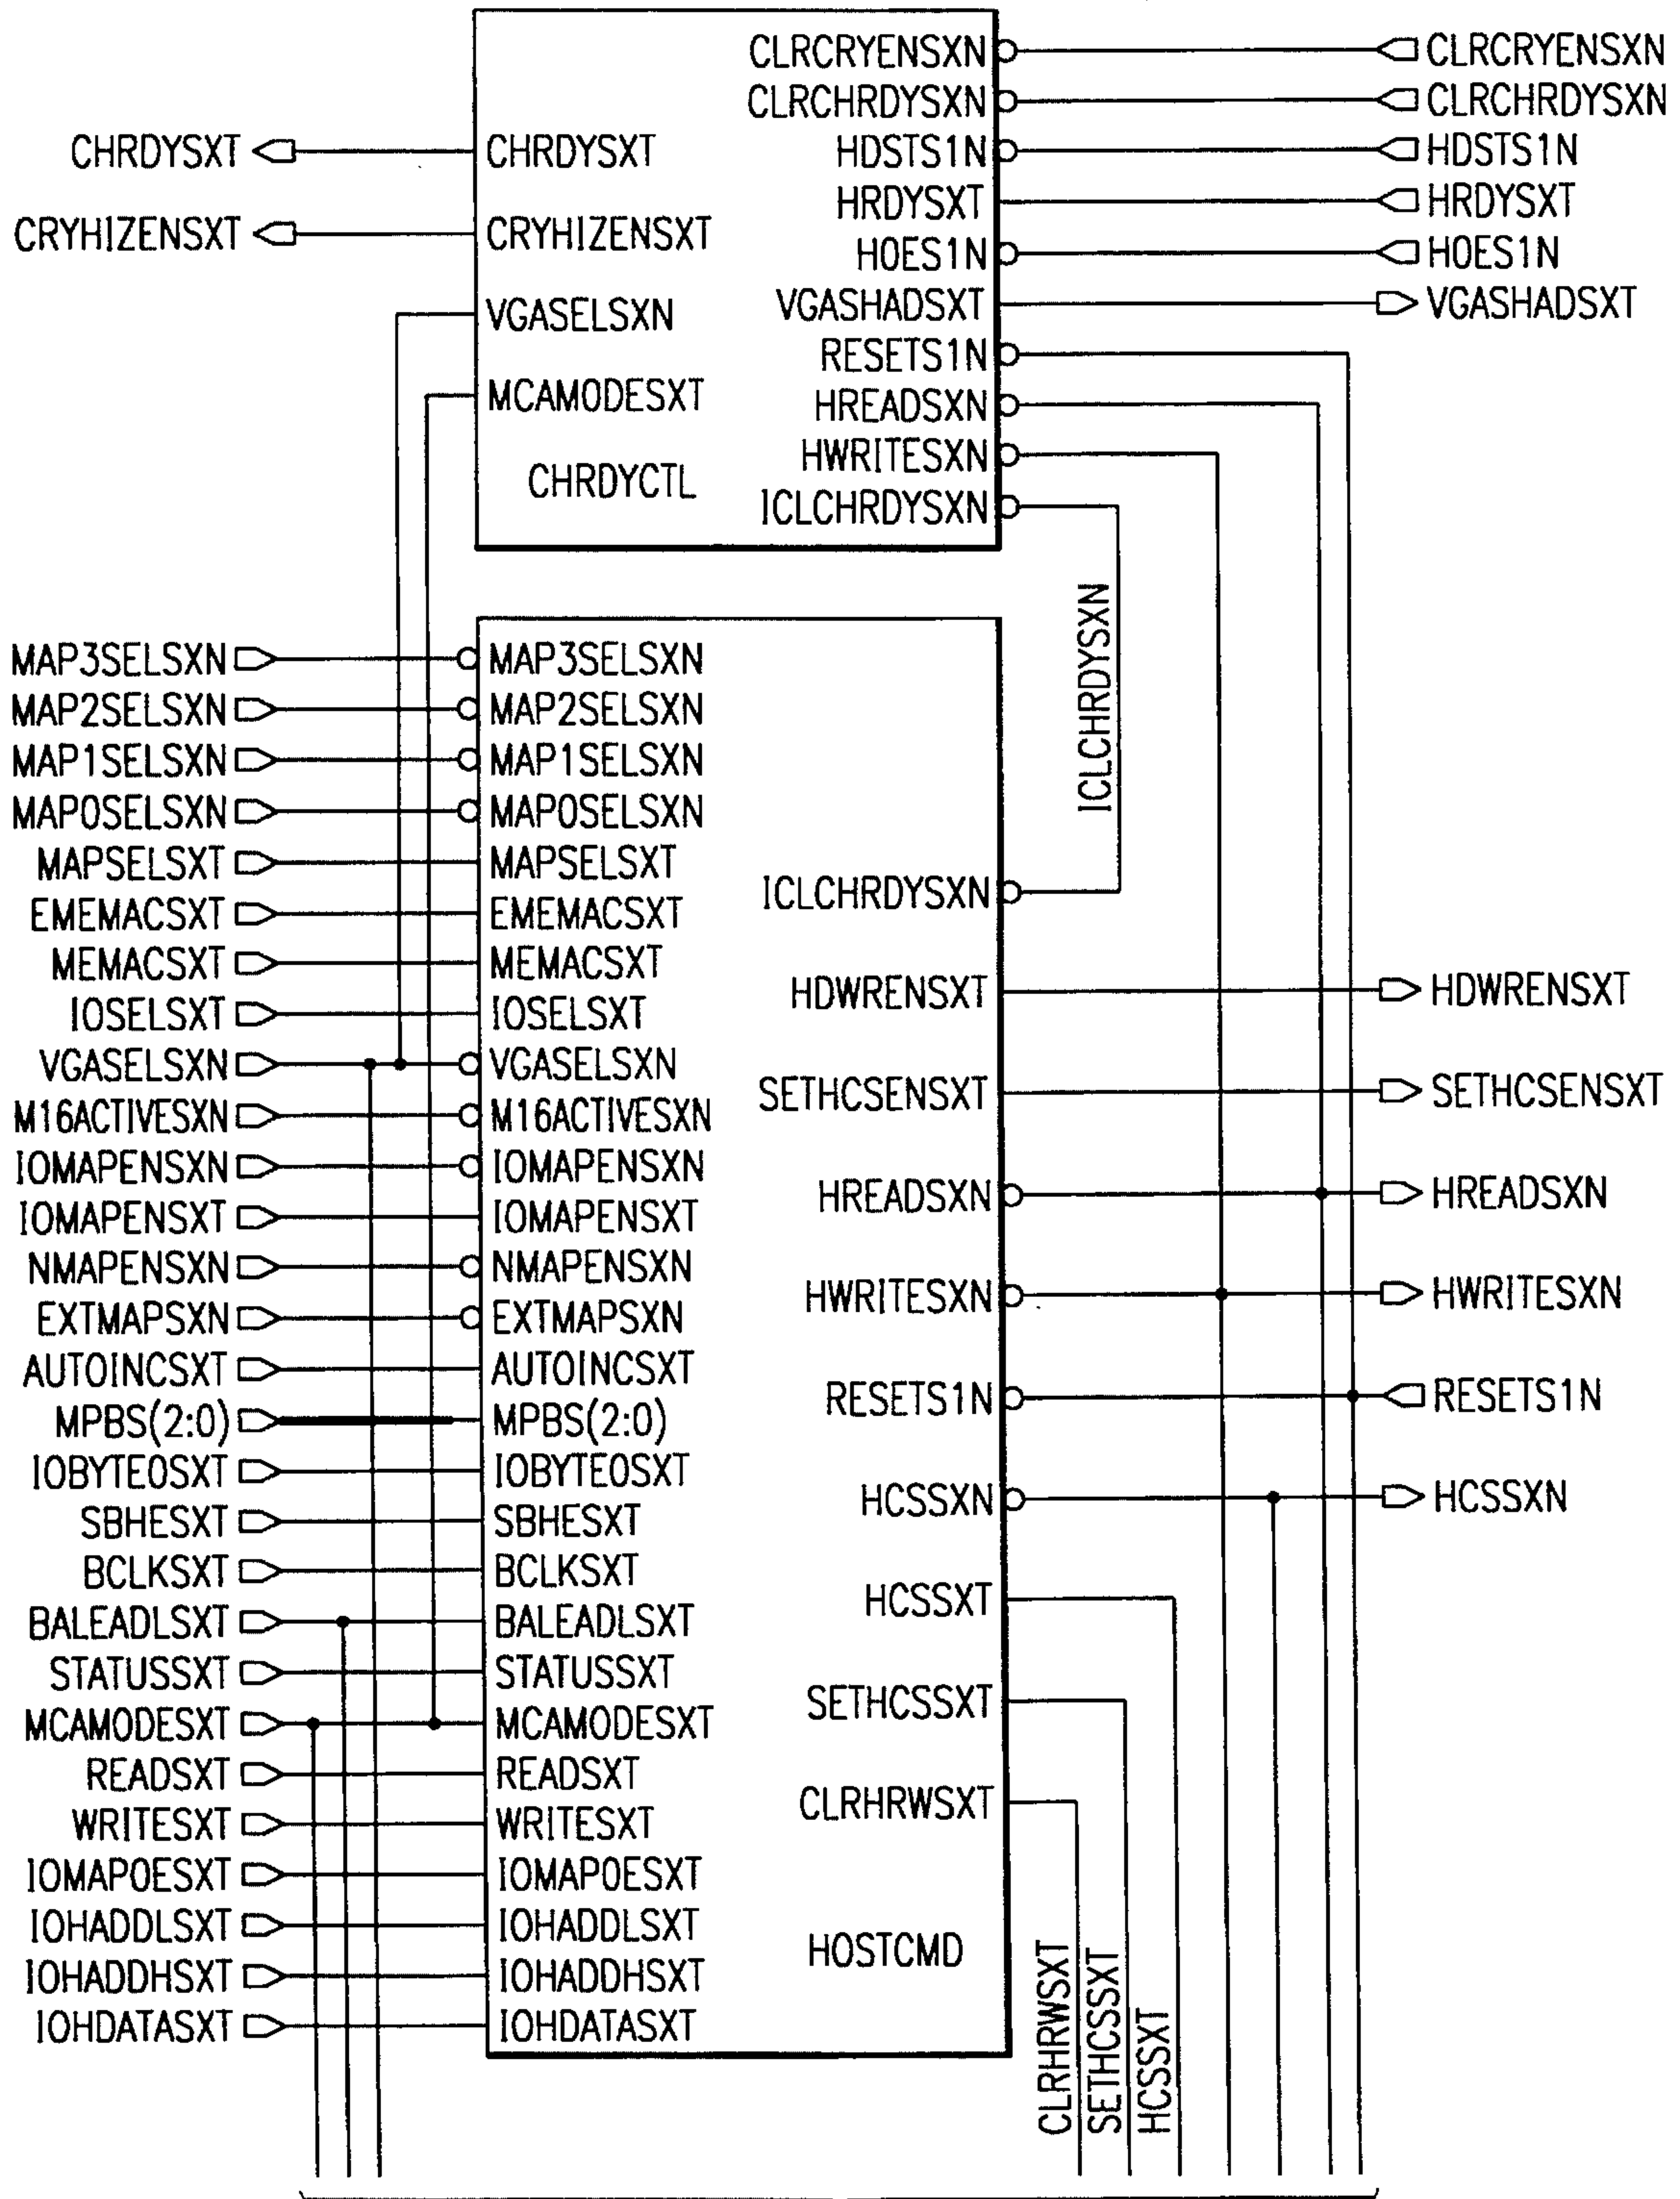 CLRCRYENSXN CLRCRYENSXN
CLRCHRDYSXN CLRCHRDYSXN
CHRDYSXT CHRDYSXT HDSTS1N HDSTS1N
HRDYSXT HRDYSXT
CRYHIZENSXT CRYHIZENSXT HOES1N HOES1N
VGASELSXN VGASHADSXT VGASHADSXT
RESETS1N
MCAMODESXT HREADSXN
HWRITESXN
CHRDYCTL
ICLCHRDYSXN
ICLCHRDYSXN
MAP3SELSXN MAP3SELSXN
MAP2SELSXN MAP2SELSXN
MAP1SELSXN MAP1SELSXN
MAP0SELSXN MAP0SELSXN
MAPSELSXT MAPSELSXT
ICLCHRDYSXN
EMEMACSXT EMEMACSXT
MEMACSXT MEMACSXT
HDWRENSXT HDWRENSXT
IOSELSXT IOSELSXT
VGASELSXN VGASELSXN
SETHCSENSXT SETHCSENSXT
M16ACTIVESXN M16ACTIVESXN
IOMAPENSXN IOMAPENSXN
HREADSXN HREADSXN
IOMAPENSXT IOMAPENSXT
NMAPENSXN NMAPENSXN
HWRITESXN HWRITESXN
EXTMAPSXN EXTMAPSXN
AUTOINCSXT AUTOINCSXT
RESETS1N RESETS1N
MPBS(2:0) MPBS(2:0)
IOBYTE0SXT IOBYTE0SXT
HCSSXN HCSSXN
SBHESXT SBHESXT
BCLKSXT BCLKSXT
HCSSXT
BALEADLSXT BALEADLSXT
STATUSSXT STATUSSXT
SETHCSSXT
MCAMODESXT MCAMODESXT
READSXT READSXT
CLRHRWSXT
WRITESXT WRITESXT
IOMAPOESXT IOMAPOESXT
IOHADDLSXT IOHADDLSXT
HOSTCMD
IOHADDHSXT IOHADDHSXT
IOHDATASXT IOHDATASXT
CLRHRWSXT
SETHCSSXT
HCSSXT